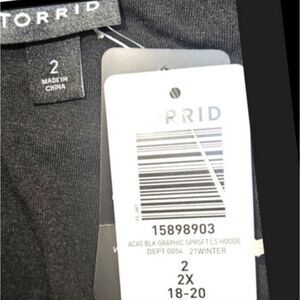 TORRID
2
MADE IN
CHINA
TORRID
15898903
ACAS BLK GRAPHIC SPRSFT LS HOODE
DEPT 0054 21WINTER
2
2X
18-20